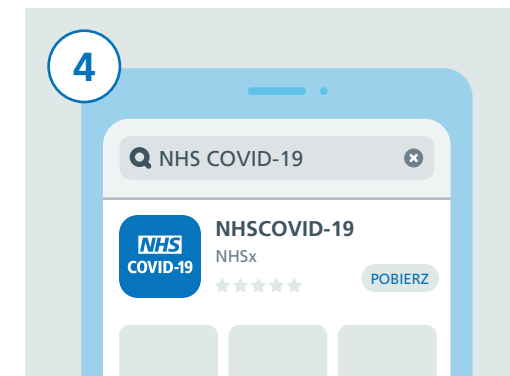 4
NHS COVID-19
NHSCOVID-19
NHS
COVID-19
NHSx
POBIERZ